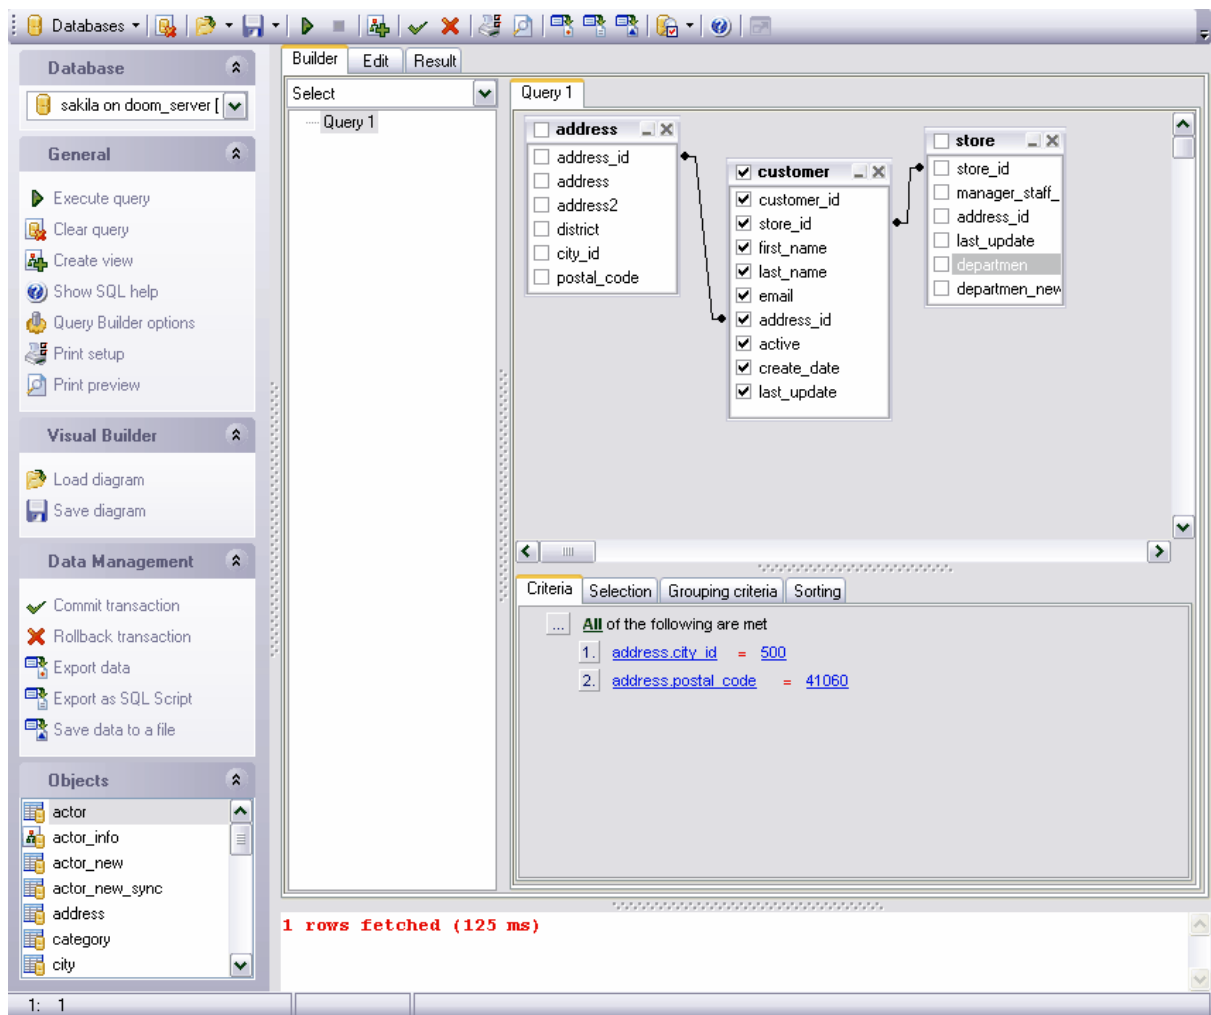 Databases
Database
sakila on doom_server [
General
Execute query
Clear query
Create view
Show SQL help
Query Builder options
Print setup
Print preview
Visual Builder
Load diagram
Save diagram
Data Management
Commit transaction
Rollback transaction
Export data
Export as SQL Script
Save data to a file
Objects
actor
actor_info
actor_new
actor_new_sync
address
category
city
Builder Edit Result
Select
Query 1
Query 1
address
address_id
address
address2
district
city_id
postal_code
customer
customer_id
store_id
first_name
last_name
email
address_id
active
create_date
last_update
store
store_id
manager_staff_
address_id
last_update
departmen
departmen_new
Criteria Selection Grouping criteria Sorting
... All of the following are met
1. address.city_id = 500
2. address.postal_code = 41060
1 rows fetched (125 ms)
1: 1